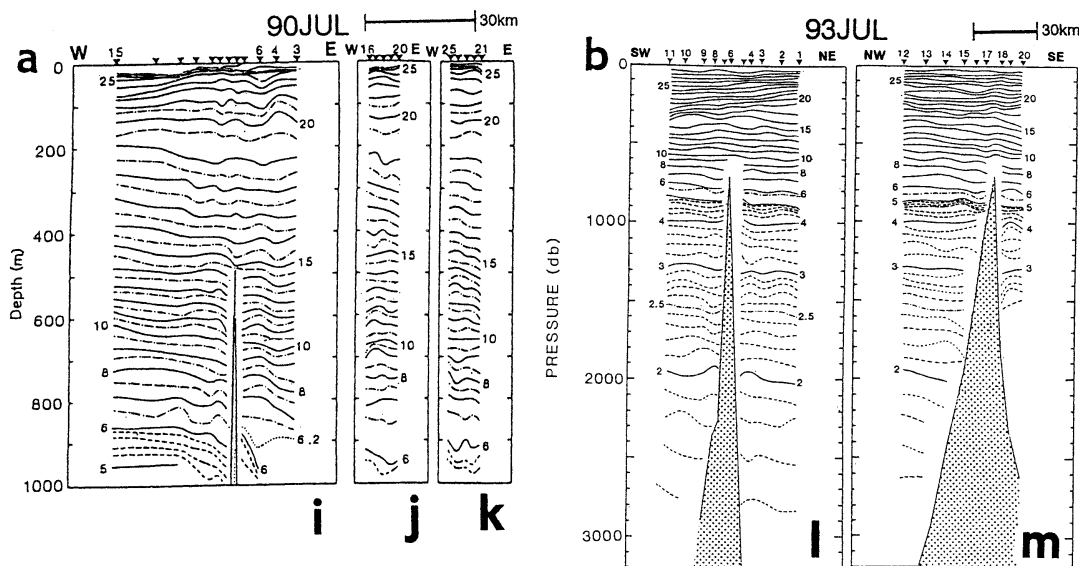 90JUL
30km
93JUL
30km
a
W
15
6 4 3
E
W
16
20
E
W
25
21
E
b
SW
11 10 9 8 6 4 3 2 1
NE
NW
12 13 14 15 17 18 20
SE
0
25
20
200
400
15
10
600
10
8
8
800
6
6.2
5
6
1000
Depth (m)
i
25
20
15
10
8
6
j
25
20
15
10
8
6
k
0
25
20
15
10
10
8
8
6
6
1000
4
4
3
3
2.5
2.5
2
2
2000
3000
PRESSURE (db)
l
25
20
15
10
10
8
8
6
6
5
5
4
4
3
3
2
m